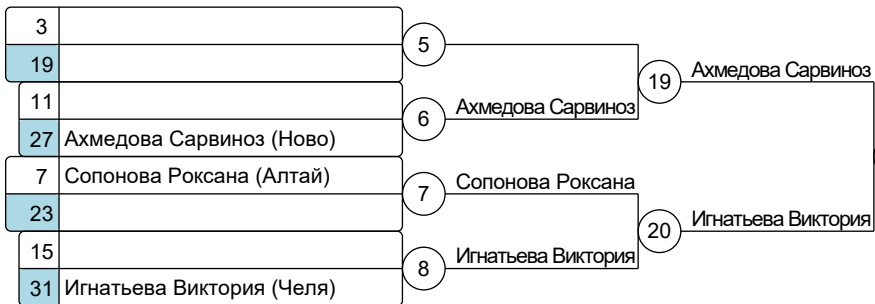 3
5
19
19 Ахмедова Сарвиноз
11
6 Ахмедова Сарвиноз
27 Ахмедова Сарвиноз (Ново)
7 Сопонова Роксана (Алтай)
7 Сопонова Роксана
23
20 Игнатьева Виктория
15
8 Игнатьева Виктория
31 Игнатьева Виктория (Челя)